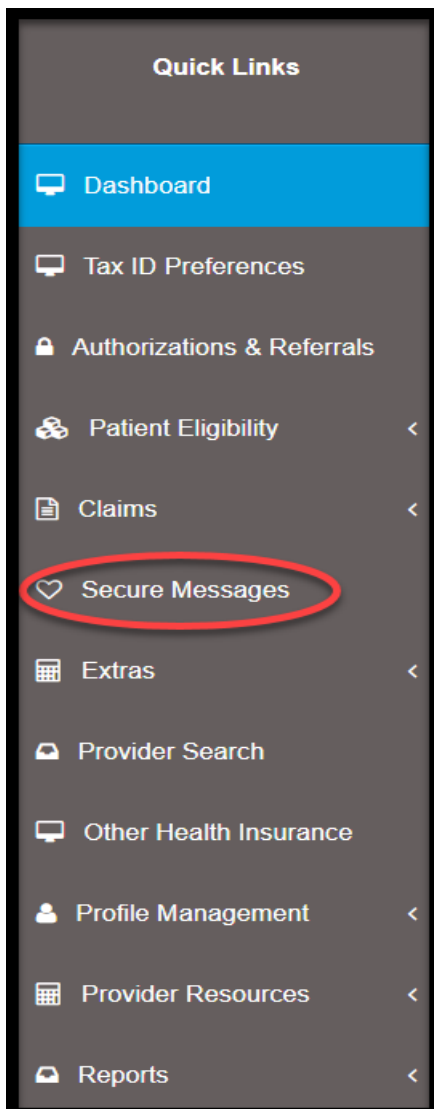 Quick Links
Dashboard
Tax ID Preferences
Authorizations & Referrals
Patient Eligibility
Claims
Secure Messages
Extras
Provider Search
Other Health Insurance
Profile Management
Provider Resources
Reports